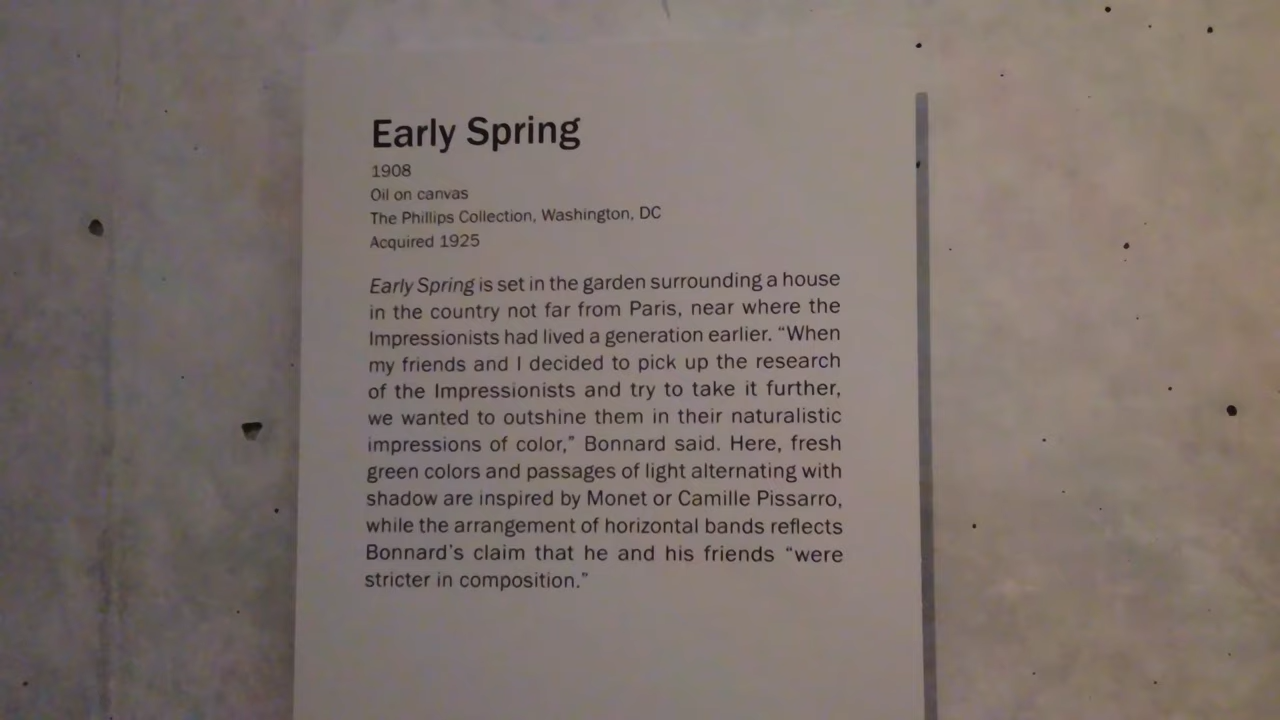 Early Spring
1908
Oil on canvas
The Phillips Collection, Washington, DC
Acquired 1925
Early Spring is set in the garden surrounding a house
in the country not far from Paris, near where the
Impressionists had lived a generation earlier. “When
my friends and I decided to pick up the research
of the Impressionists and try to take it further,
we wanted to outshine them in their naturalistic
impressions of color,” Bonnard said. Here, fresh
green colors and passages of light alternating with
shadow are inspired by Monet or Camille Pissarro,
while the arrangement of horizontal bands reflects
Bonnard’s claim that he and his friends “were
stricter in composition.”